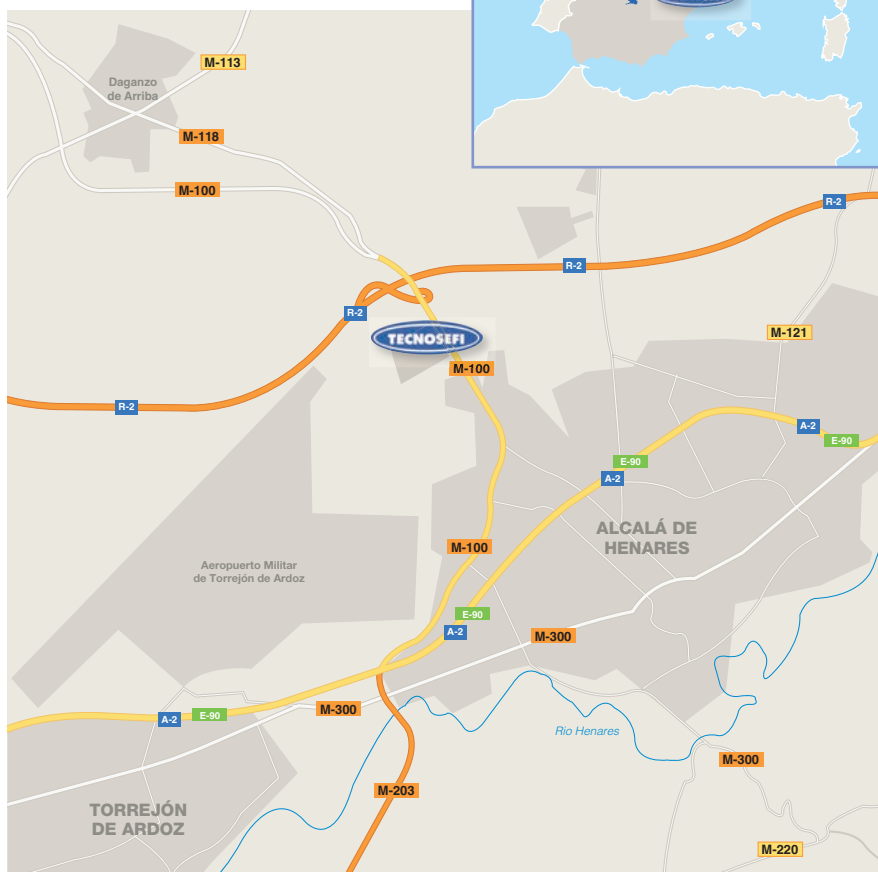 M-113
Daganzo
de Arriba
M-118
M-100
R-2
R-2
R-2
M-121
TECNOSEFI
M-100
R-2
A-2
E-90
E-90
A-2
ALCALÁ DE
HENARES
M-100
Aeropuerto Militar
de Torrejón de Ardoz
E-90
A-2
M-300
M-300
E-90
A-2
Rio Henares
M-300
M-203
TORREJÓN
DE ARDOZ
M-220